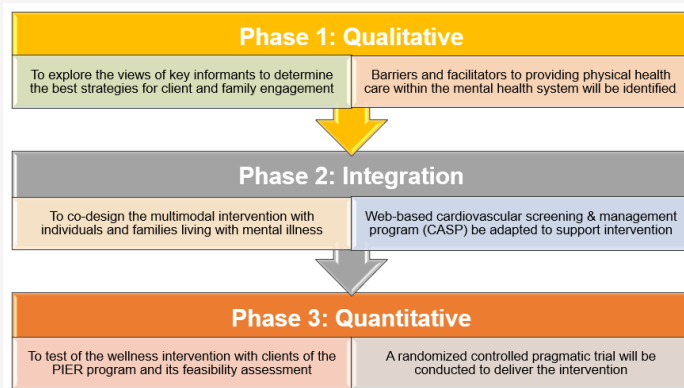 Phase 1: Qualitative
To explore the views of key informants to determine
the best strategies for client and family engagement
Barriers and facilitators to providing physical health
care within the mental health system will be identified
Phase 2: Integration
To co-design the multimodal intervention with
individuals and families living with mental illness
Web-based cardiovascular screening & management
program (CASP) be adapted to support intervention
Phase 3: Quantitative
To test of the wellness intervention with clients of the
PIER program and its feasibility assessment
A randomized controlled pragmatic trial will be
conducted to deliver the intervention